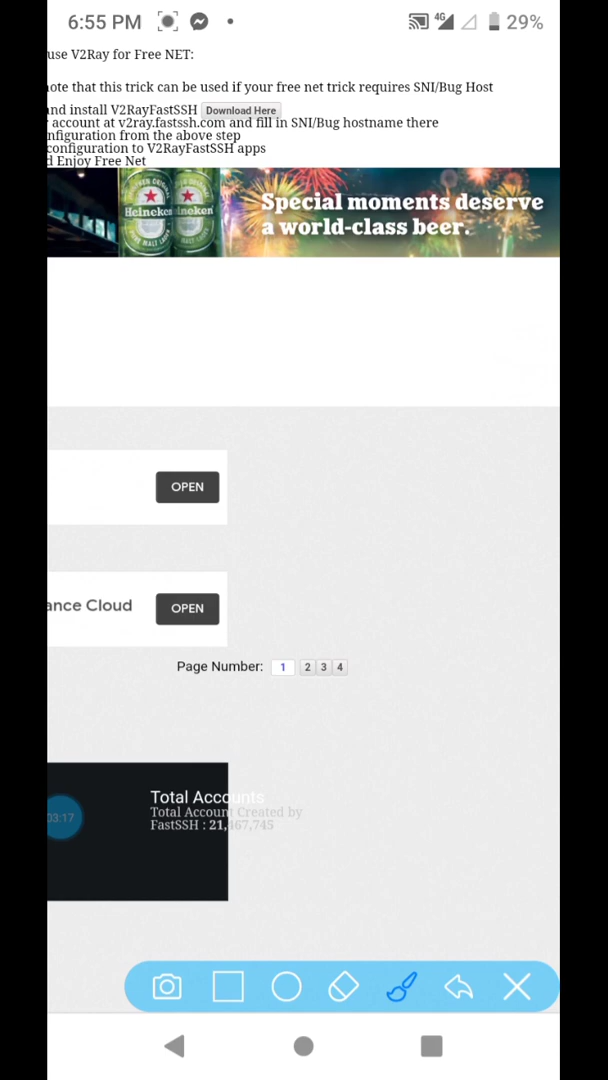 6:55 PM
4G
29%
use V2Ray for Free NET:
note that this trick can be used if your free net trick requires SNI/Bug Host
and install V2RayFastSSH Download Here
account at v2ray.fastssh.com and fill in SNI/Bug hostname there
nfiguration from the above step
configuration to V2RayFastSSH apps
d Enjoy Free Net
Heineken
Special moments deserve
a world-class beer.
OPEN
ance Cloud
OPEN
Page Number: 1 2 3 4
Total Accounts
03:17
Total Account Created by
FastSSH : 21,467,745